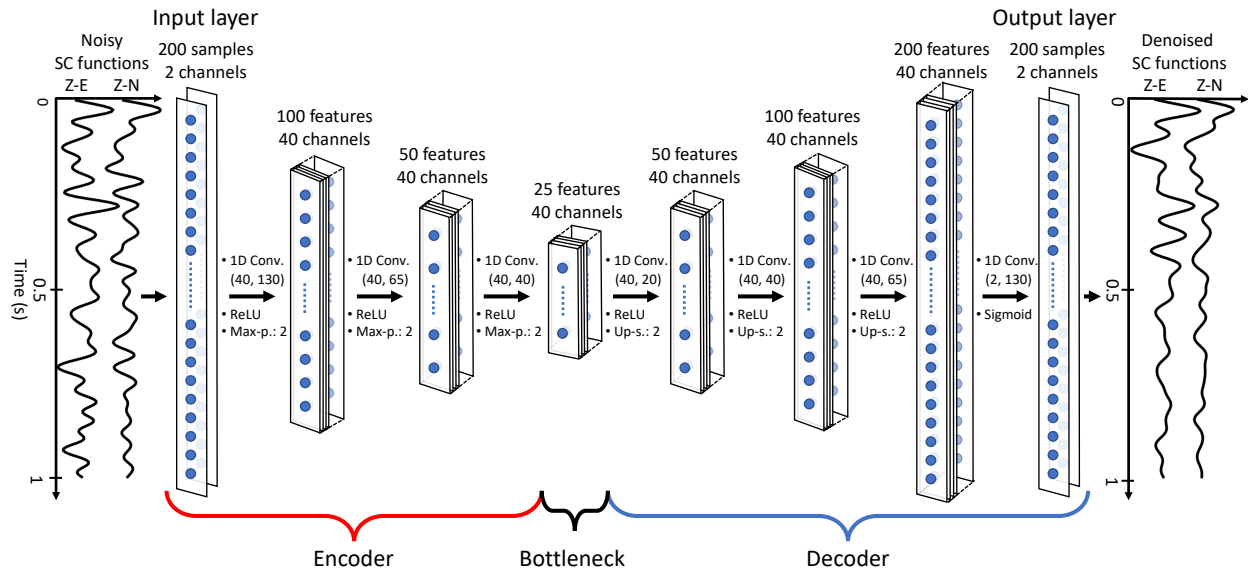 Input layer
Output layer
Noisy
SC functions
Z-E Z-N
200 samples
2 channels
100 features
40 channels
50 features
40 channels
25 features
40 channels
50 features
40 channels
100 features
40 channels
200 features
40 channels
200 samples
2 channels
Denoised
SC functions
Z-E Z-N
0
0.5
1
Time (s)
• 1D Conv.
(40, 130)
• ReLU
• Max-p.: 2
• 1D Conv.
(40, 65)
• ReLU
• Max-p.: 2
• 1D Conv.
(40, 40)
• ReLU
• Max-p.: 2
• 1D Conv.
(40, 20)
• ReLU
• Up-s.: 2
• 1D Conv.
(40, 40)
• ReLU
• Up-s.: 2
• 1D Conv.
(40, 65)
• ReLU
• Up-s.: 2
• 1D Conv.
(2, 130)
• Sigmoid
0
0.5
1
Encoder
Bottleneck
Decoder